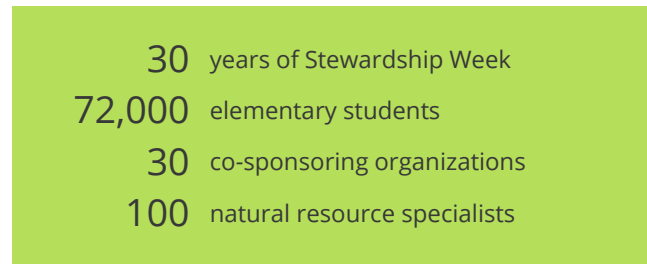 30 years of Stewardship Week
72,000 elementary students
30 co-sponsoring organizations
100 natural resource specialists